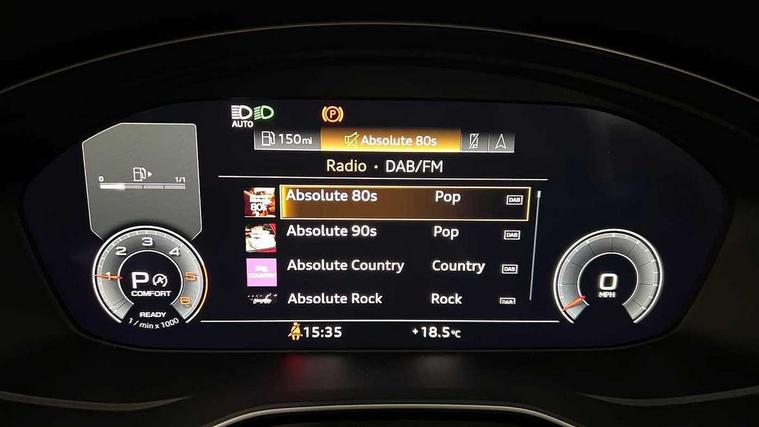 AUTO
P
150mi
Absolute 80s
Radio · DAB/FM
0 1/1
Absolute 80s Pop DAB
Absolute 90s Pop DAB
Absolute Country Country DAB
Absolute Rock Rock DAB
1 2 3 4 5 6
P
COMFORT
READY
1 / min x 1000
0
MPH
15:35 +18.5°C